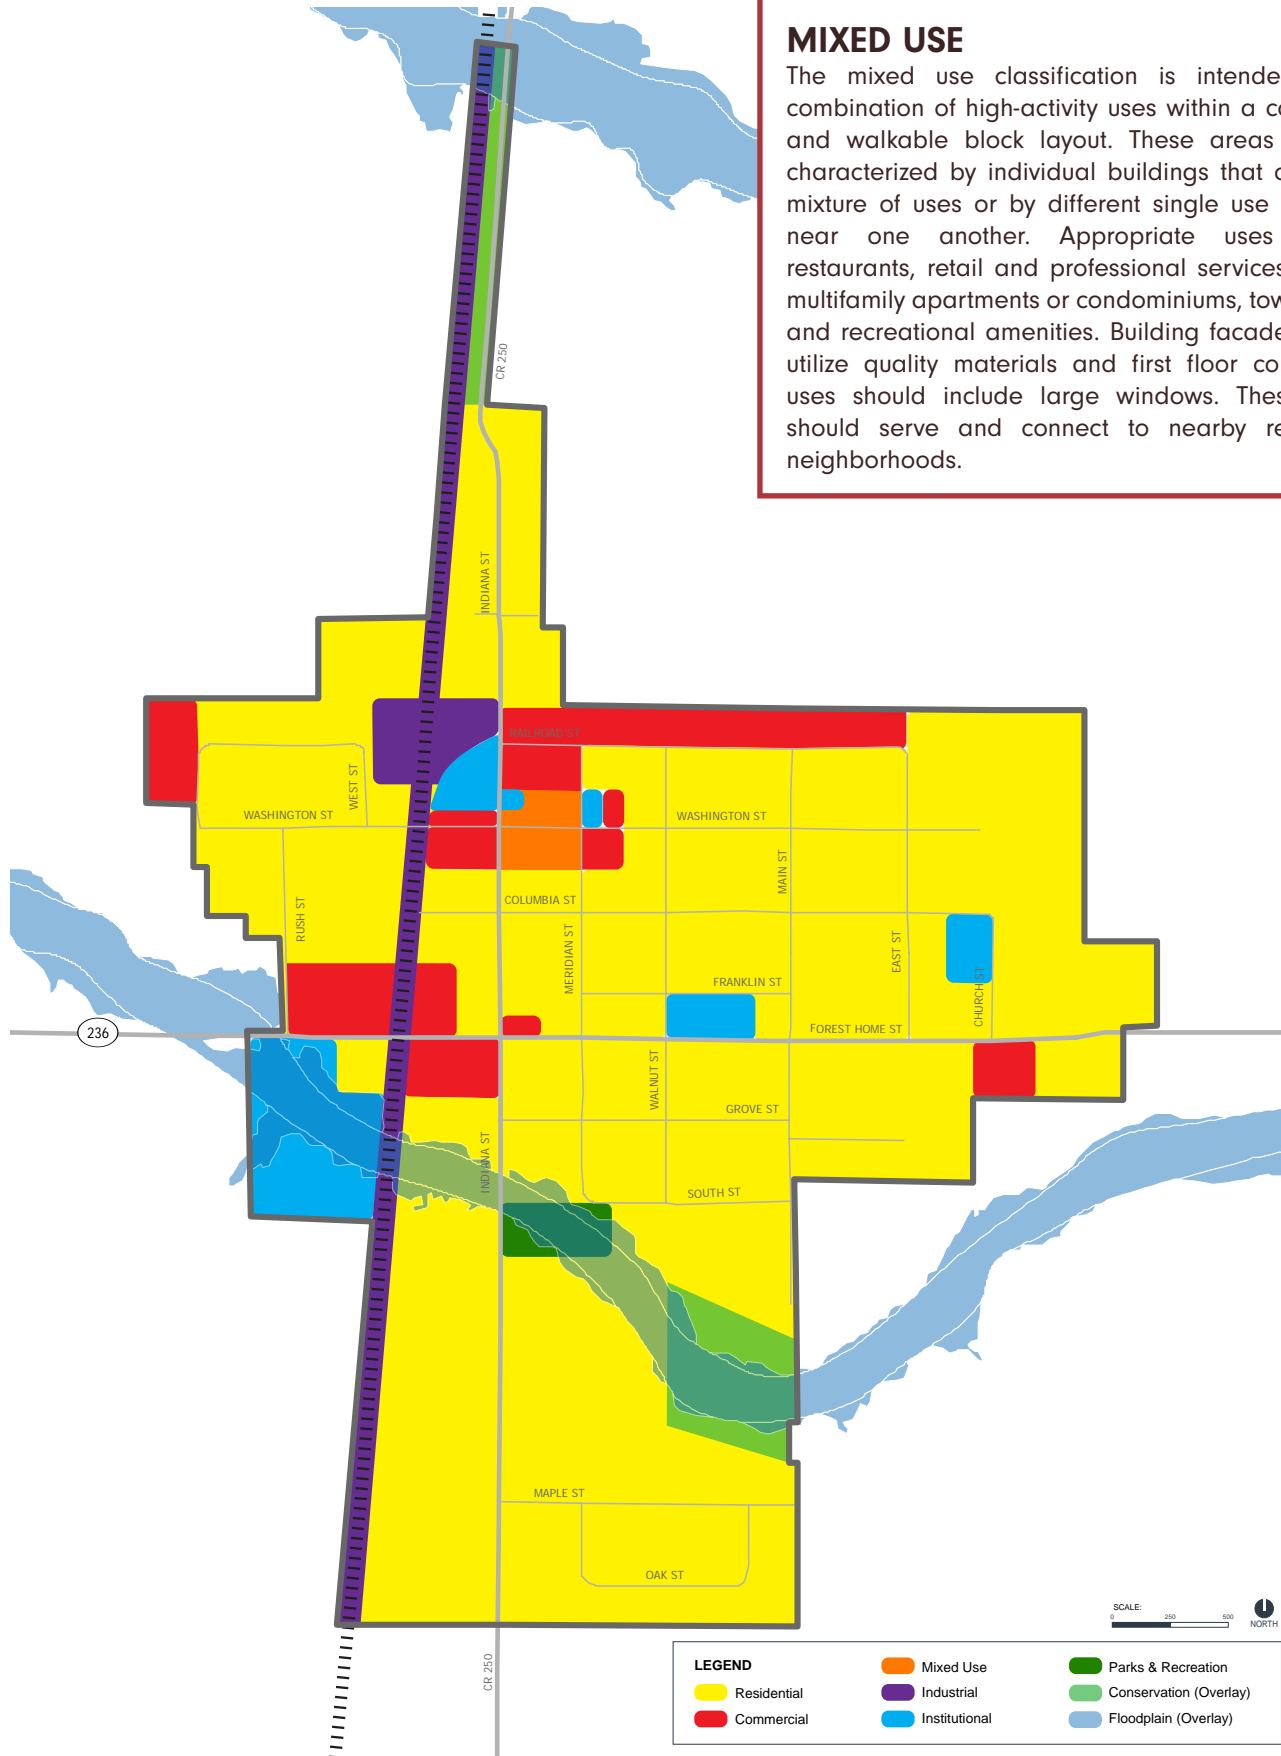 MIXED USE
The mixed use classification is intende
combination of high-activity uses within a co
and walkable block layout. These areas
characterized by individual buildings that c
mixture of uses or by different single use
near one another. Appropriate uses
restaurants, retail and professional services
multifamily apartments or condominiums, tow
and recreational amenities. Building facade
utilize quality materials and first floor co
uses should include large windows. Thes
should serve and connect to nearby re
neighborhoods.
CR 250
INDIANA ST
RAILROAD ST
WEST ST
WASHINGTON ST
WASHINGTON ST
MAIN ST
COLUMBIA ST
RUSH ST
MERIDIAN ST
EAST ST
FRANKLIN ST
CHURCH ST
236
FOREST HOME ST
WALNUT ST
GROVE ST
INDIANA ST
SOUTH ST
MAPLE ST
OAK ST
CR 250
SCALE:
0 250 500
NORTH
LEGEND
Residential
Commercial
Mixed Use
Industrial
Institutional
Parks & Recreation
Conservation (Overlay)
Floodplain (Overlay)